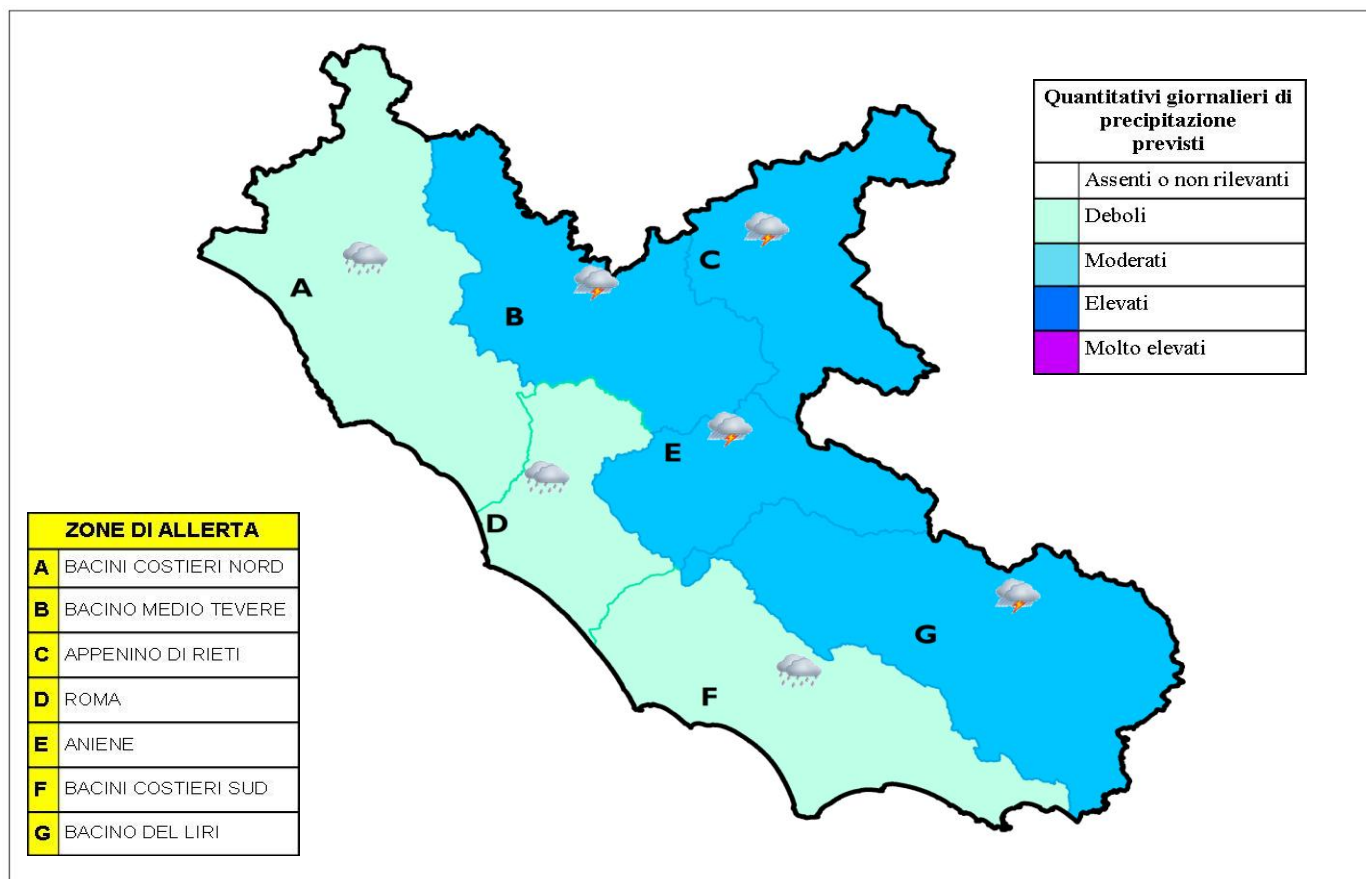 Quantitativi giornalieri di
precipitazione
previsti
Assenti o non rilevanti
Deboli
Moderati
Elevati
Molto elevati
A
B
C
D
E
F
G
ZONE DI ALLERTA
A BACINI COSTIERI NORD
B BACINO MEDIO TEVERE
C APPENINO DI RIETI
D ROMA
E ANIENE
F BACINI COSTIERI SUD
G BACINO DEL LIRI